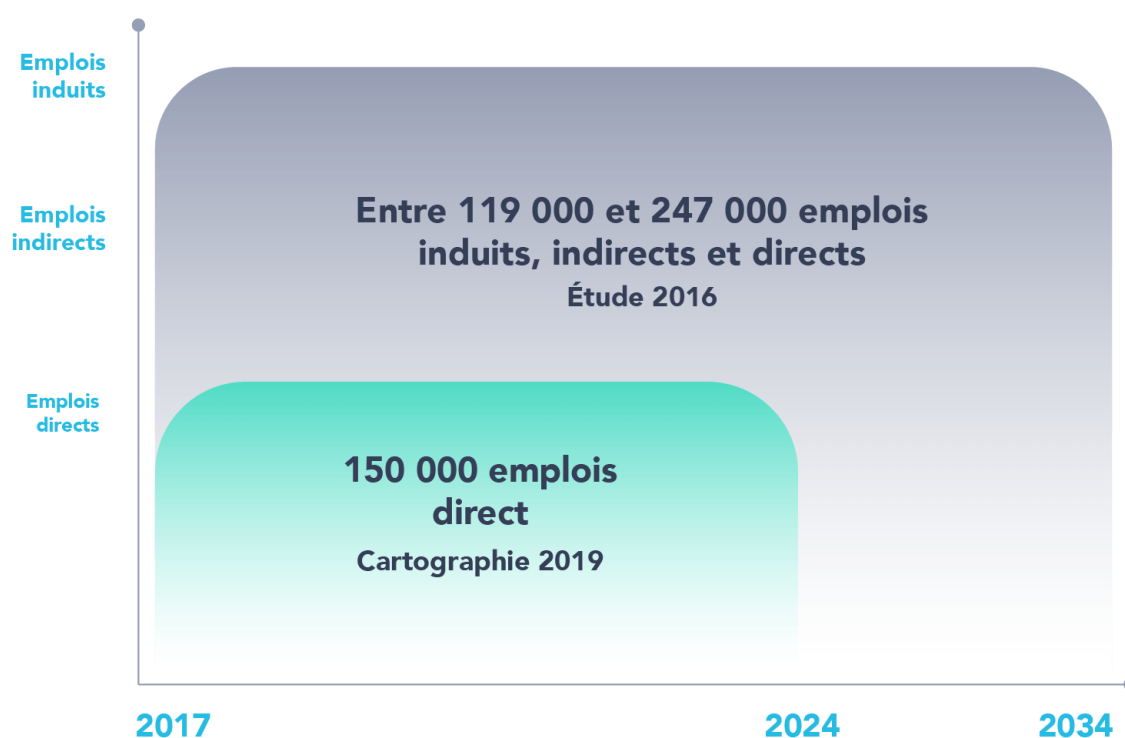 Emplois
induits
Emplois
indirects
Emplois
directs
Entre 119 000 et 247 000 emplois
induits, indirects et directs
Étude 2016
150 000 emplois
direct
Cartographie 2019
2017
2024
2034